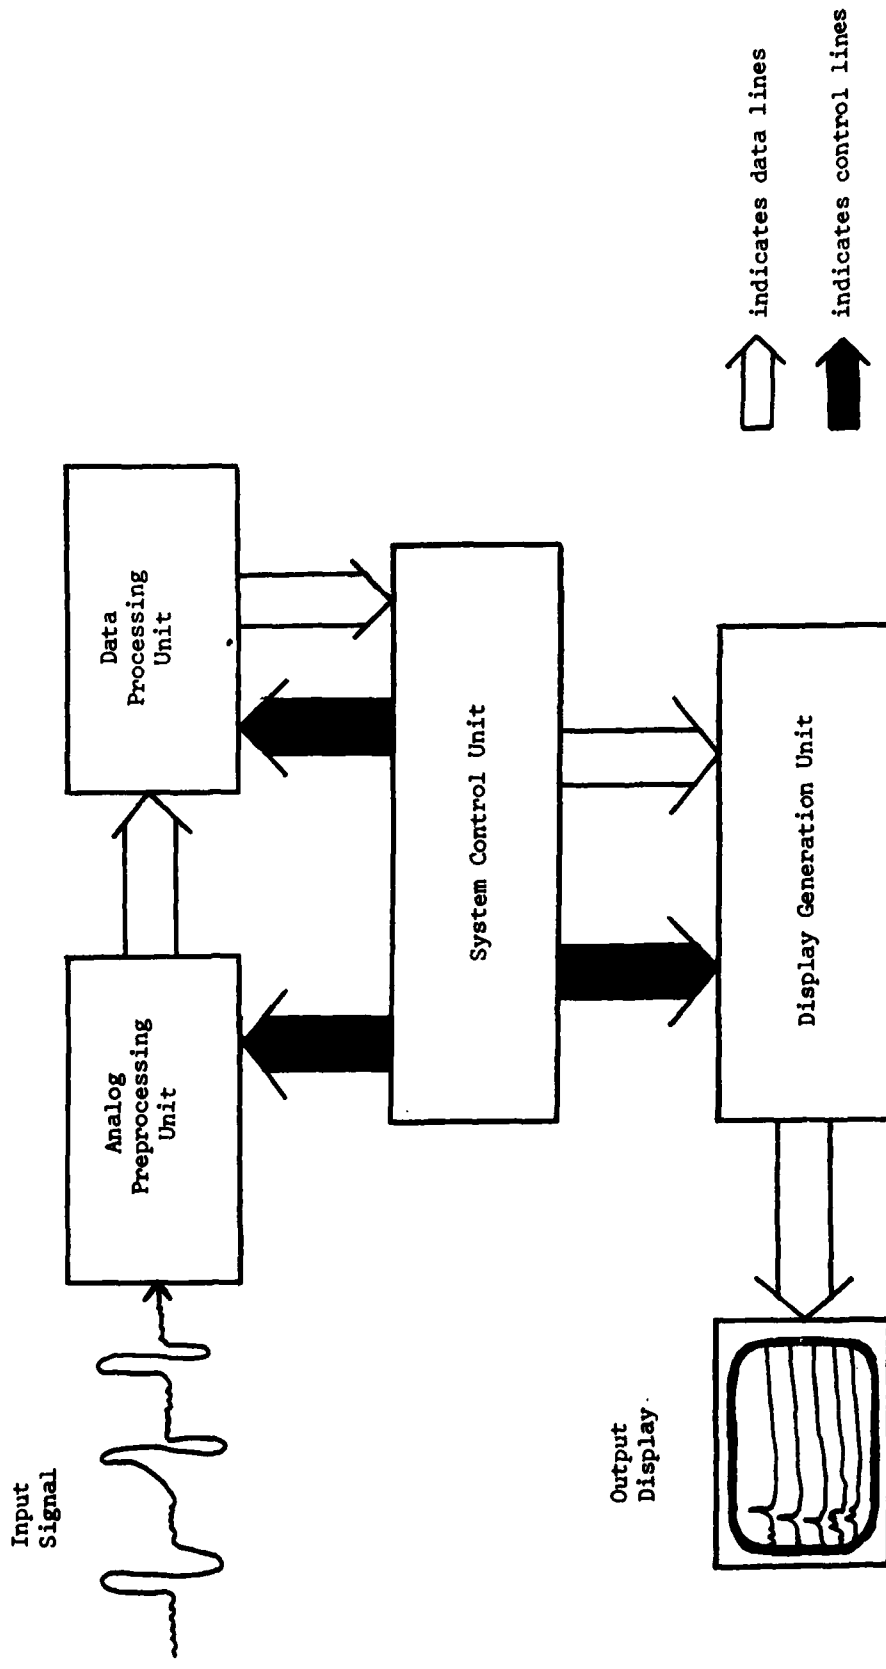 Input
Signal
Analog
Preprocessing
Unit
Data
Processing
Unit
System Control Unit
Output
Display
Display Generation Unit
indicates data lines
indicates control lines